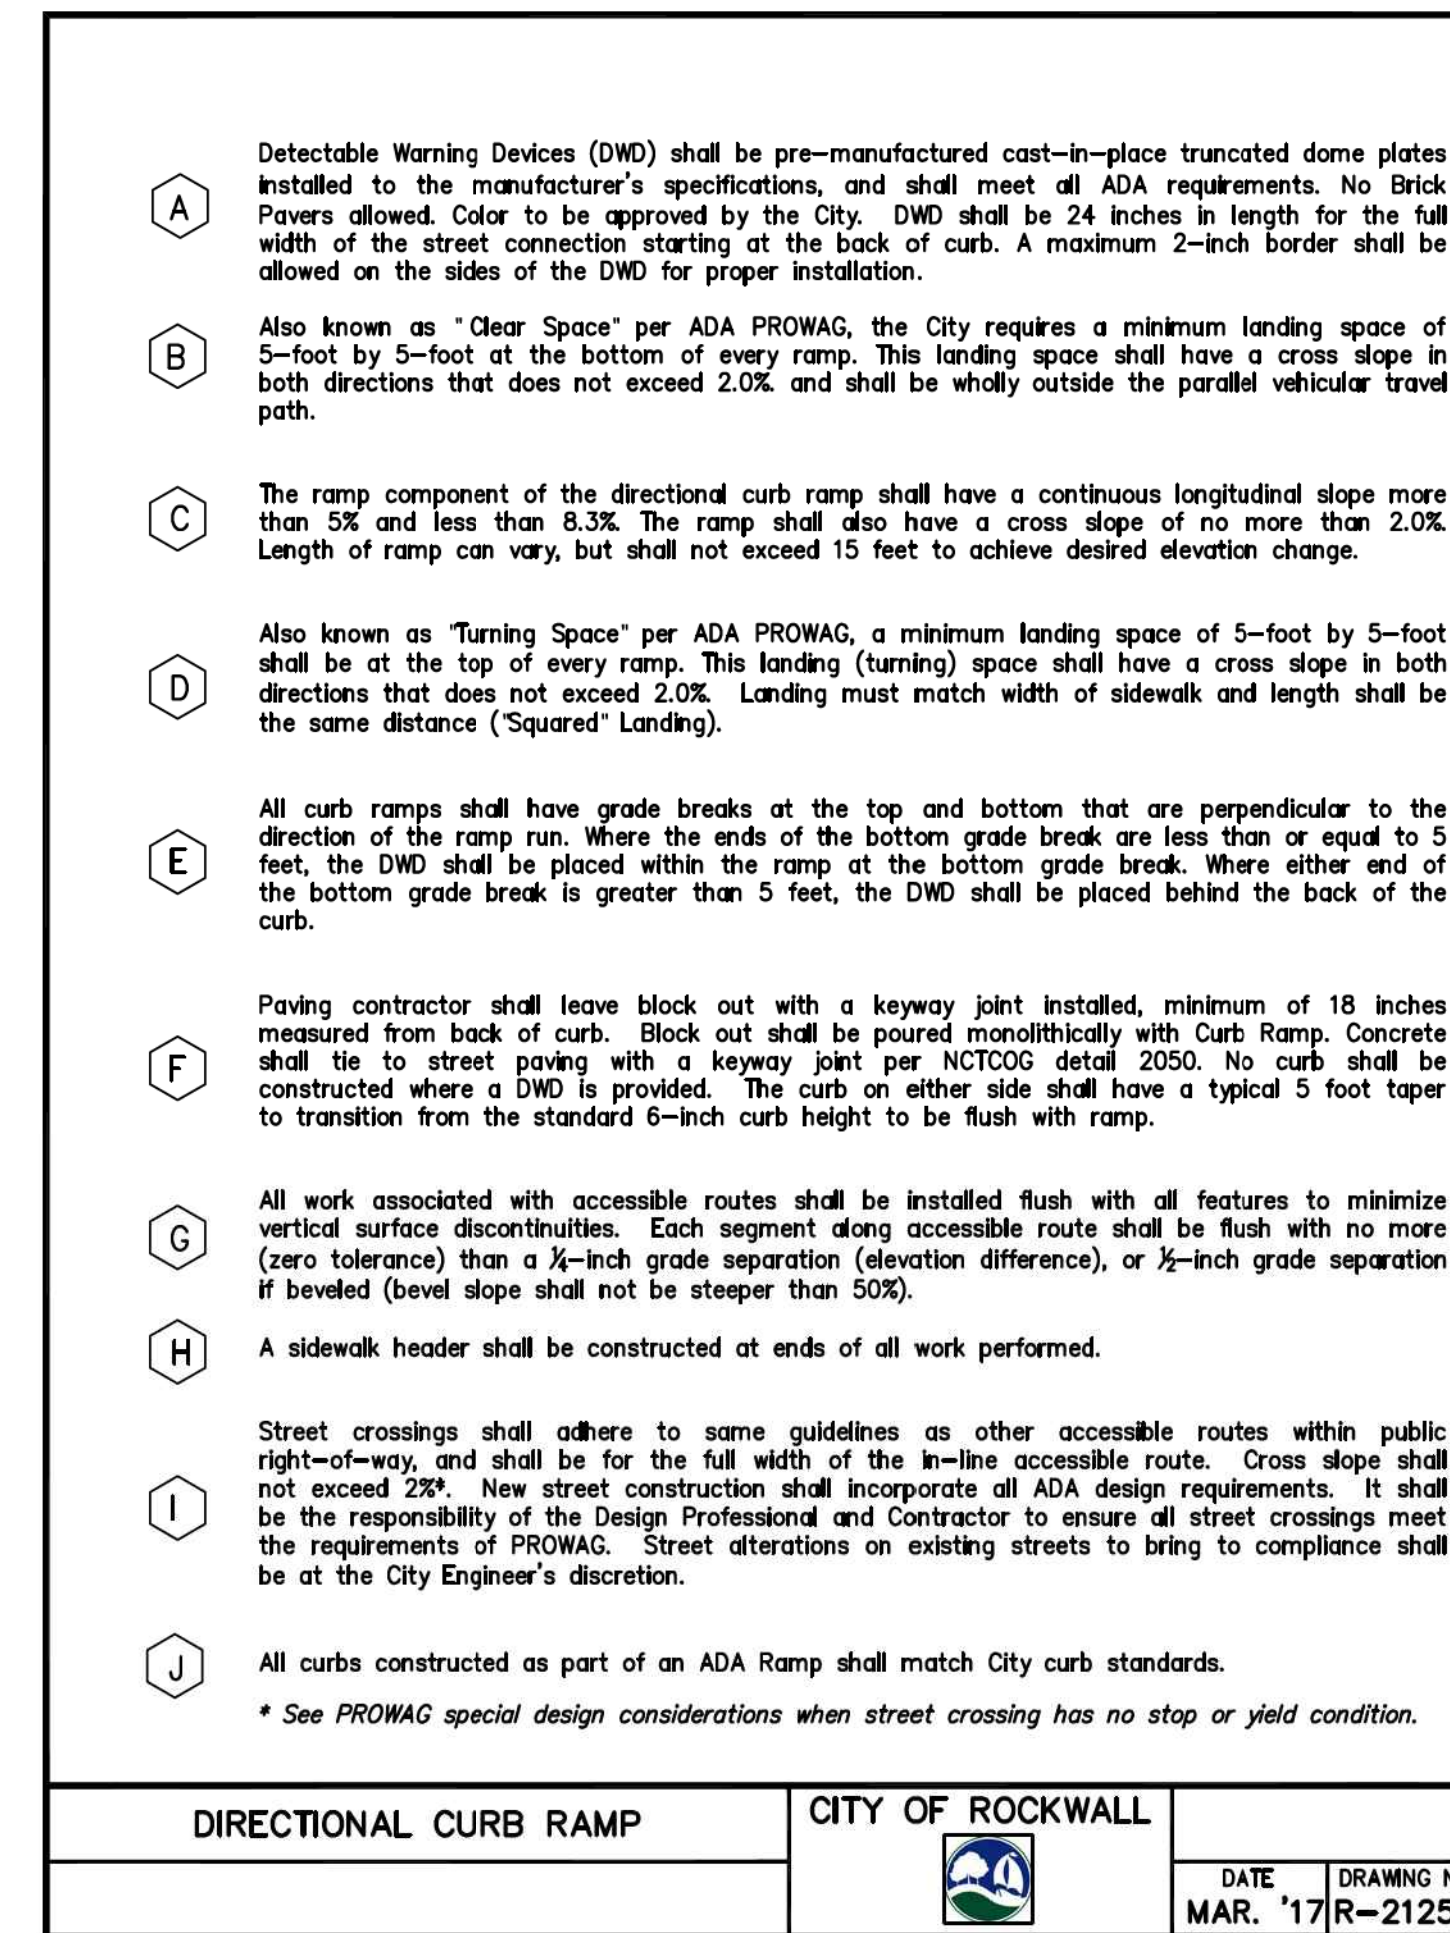 Detectable Warning Devices (DWD) shall be pre-manufactured cast-in-place truncated dome plates
A
installed to the manufacturer's specifications, and shall meet all ADA requirements. No Brick
Pavers allowed. Color to be approved by the City. DWD shall be 24 inches in length for the full
width of the street connection starting at the back of curb. A maximum 2-inch border shall be
allowed on the sides of the DWD for proper installation.
Also known as "Clear Space" per ADA PROWAG, the City requires a minimum landing space of
B
5-foot by 5-foot at the bottom of every ramp. This landing space shall have a cross slope in
both directions that does not exceed 2.0%. and shall be wholly outside the parallel vehicular travel
path.
The ramp component of the directional curb ramp shall have a continuous longitudinal slope more
C
than 5% and less than 8.3%. The ramp shall also have a cross slope of no more than 2.0%.
Length of ramp can vary, but shall not exceed 15 feet to achieve desired elevation change.
Also known as "Turning Space" per ADA PROWAG, a minimum landing space of 5-foot by 5-foot
shall be at the top of every ramp. This landing (turning) space shall have a cross slope in both
D
directions that does not exceed 2.0%. Landing must match width of sidewalk and length shall be
the same distance ("Squared" Landing).
All curb ramps shall have grade breaks at the top and bottom that are perpendicular to the
direction of the ramp run. Where the ends of the bottom grade break are less than or equal to 5
E
feet, the DWD shall be placed within the ramp at the bottom grade break. Where either end of
the bottom grade break is greater than 5 feet, the DWD shall be placed behind the back of the
curb.
Paving contractor shall leave block out with a keyway joint installed, minimum of 18 inches
measured from back of curb. Block out shall be poured monolithically with Curb Ramp. Concrete
F
shall tie to street paving with a keyway joint per NCTCOG detail 2050. No curb shall be
constructed where a DWD is provided. The curb on either side shall have a typical 5 foot taper
to transition from the standard 6-inch curb height to be flush with ramp.
All work associated with accessible routes shall be installed flush with all features to minimize
vertical surface discontinuities. Each segment along accessible route shall be flush with no more
G
(zero tolerance) than a ¼-inch grade separation (elevation difference), or ½-inch grade separation
if beveled (bevel slope shall not be steeper than 50%).
H
A sidewalk header shall be constructed at ends of all work performed.
Street crossings shall adhere to same guidelines as other accessible routes within public
right-of-way, and shall be for the full width of the in-line accessible route. Cross slope shall
not exceed 2%*. New street construction shall incorporate all ADA design requirements. It shall
I
be the responsibility of the Design Professional and Contractor to ensure all street crossings meet
the requirements of PROWAG. Street alterations on existing streets to bring to compliance shall
be at the City Engineer's discretion.
J
All curbs constructed as part of an ADA Ramp shall match City curb standards.
* See PROWAG special design considerations when street crossing has no stop or yield condition.
DIRECTIONAL CURB RAMP
CITY OF ROCKWALL
DATE
DRAWING
MAR. '17
R-2125